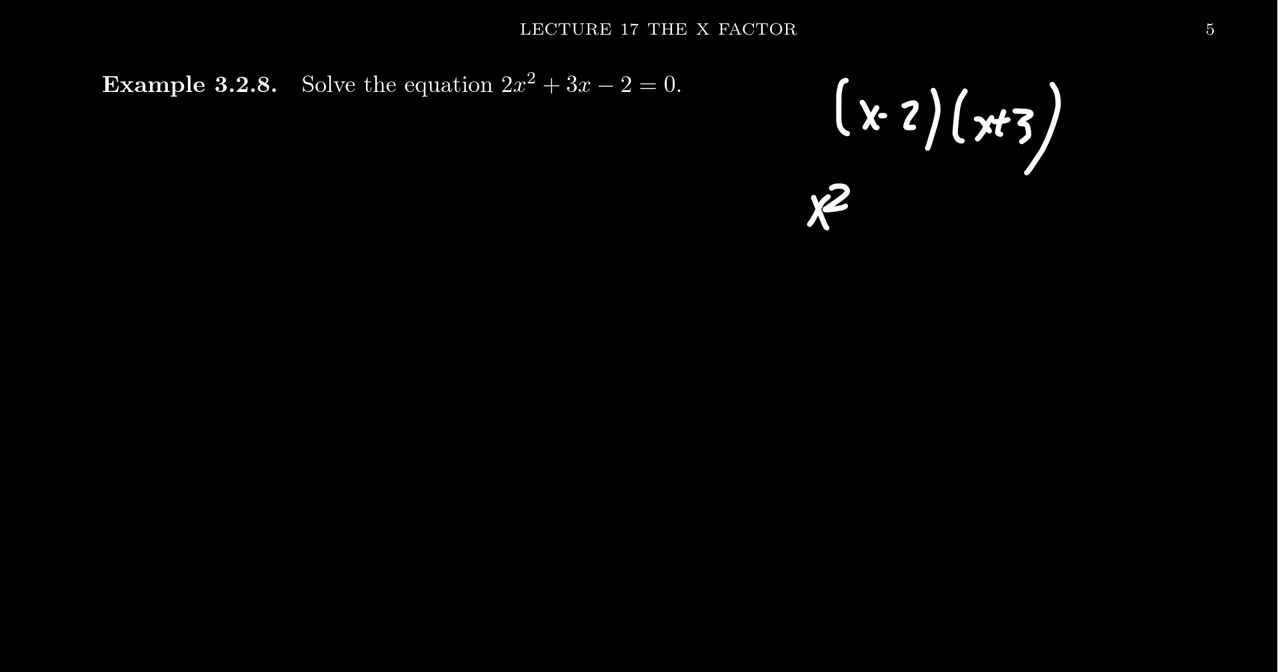 LECTURE 17 THE X FACTOR 5
Example 3.2.8. Solve the equation 2x² + 3x − 2 = 0.
(x-2)(x+3)
x²